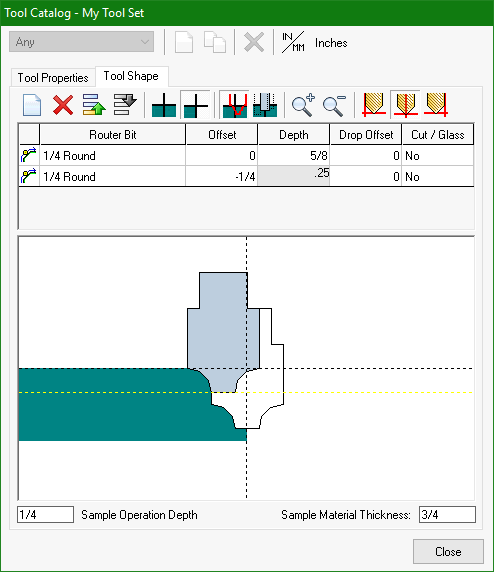 Tool Catalog - My Tool Set
Any
IN/MM Inches
Tool Properties Tool Shape
Router Bit Offset Depth Drop Offset Cut / Glass
1/4 Round 0 5/8 0 No
1/4 Round -1/4 .25 0 No
1/4 Sample Operation Depth Sample Material Thickness: 3/4
Close